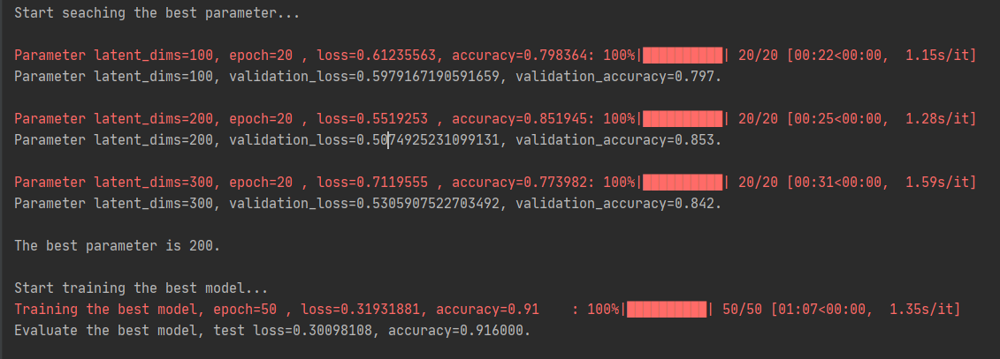 Start seaching the best parameter...
Parameter latent_dims=100, epoch=20 , loss=0.61235563, accuracy=0.798364: 100%|██████████| 20/20 [00:22<00:00,  1.15s/it]
Parameter latent_dims=100, validation_loss=0.5979167190591659, validation_accuracy=0.797.
Parameter latent_dims=200, epoch=20 , loss=0.5519253 , accuracy=0.851945: 100%|██████████| 20/20 [00:25<00:00,  1.28s/it]
Parameter latent_dims=200, validation_loss=0.5074925231099131, validation_accuracy=0.853.
Parameter latent_dims=300, epoch=20 , loss=0.7119555 , accuracy=0.773982: 100%|██████████| 20/20 [00:31<00:00,  1.59s/it]
Parameter latent_dims=300, validation_loss=0.5305907522703492, validation_accuracy=0.842.
The best parameter is 200.
Start training the best model...
Training the best model, epoch=50 , loss=0.31931881, accuracy=0.91    : 100%|██████████| 50/50 [01:07<00:00,  1.35s/it]
Evaluate the best model, test loss=0.30098108, accuracy=0.916000.